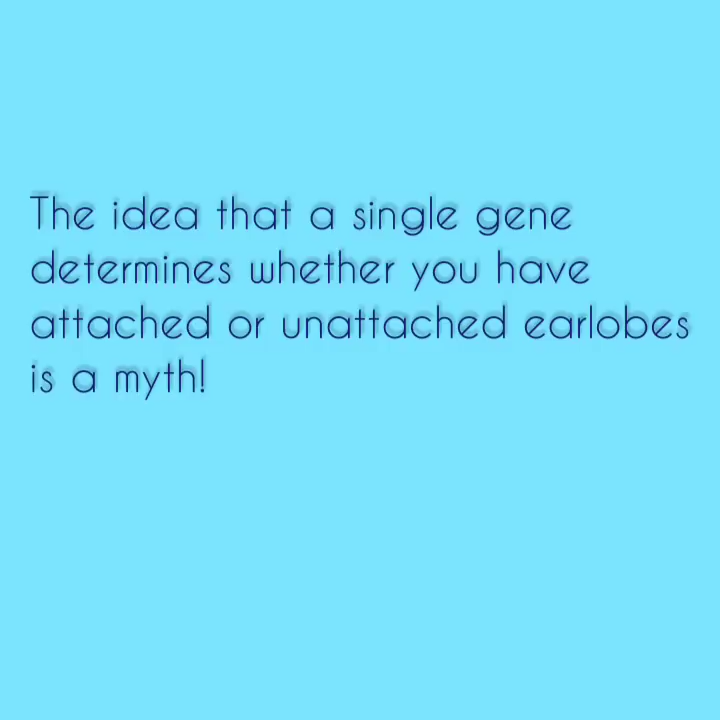 The idea that a single gene
determines whether you have
attached or unattached earlobes
is a myth!